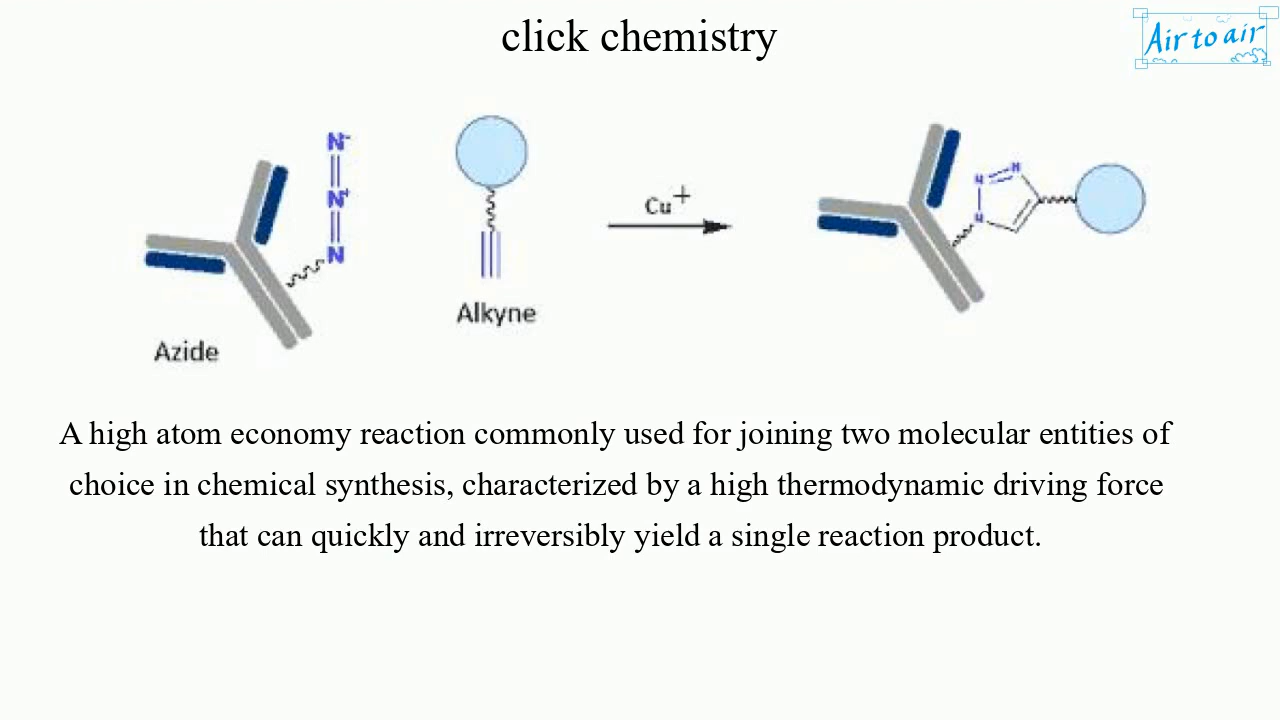 click chemistry
Air to air
N-
N+
N
Cu+
N N
N
Alkyne
Azide
A high atom economy reaction commonly used for joining two molecular entities of
choice in chemical synthesis, characterized by a high thermodynamic driving force
that can quickly and irreversibly yield a single reaction product.